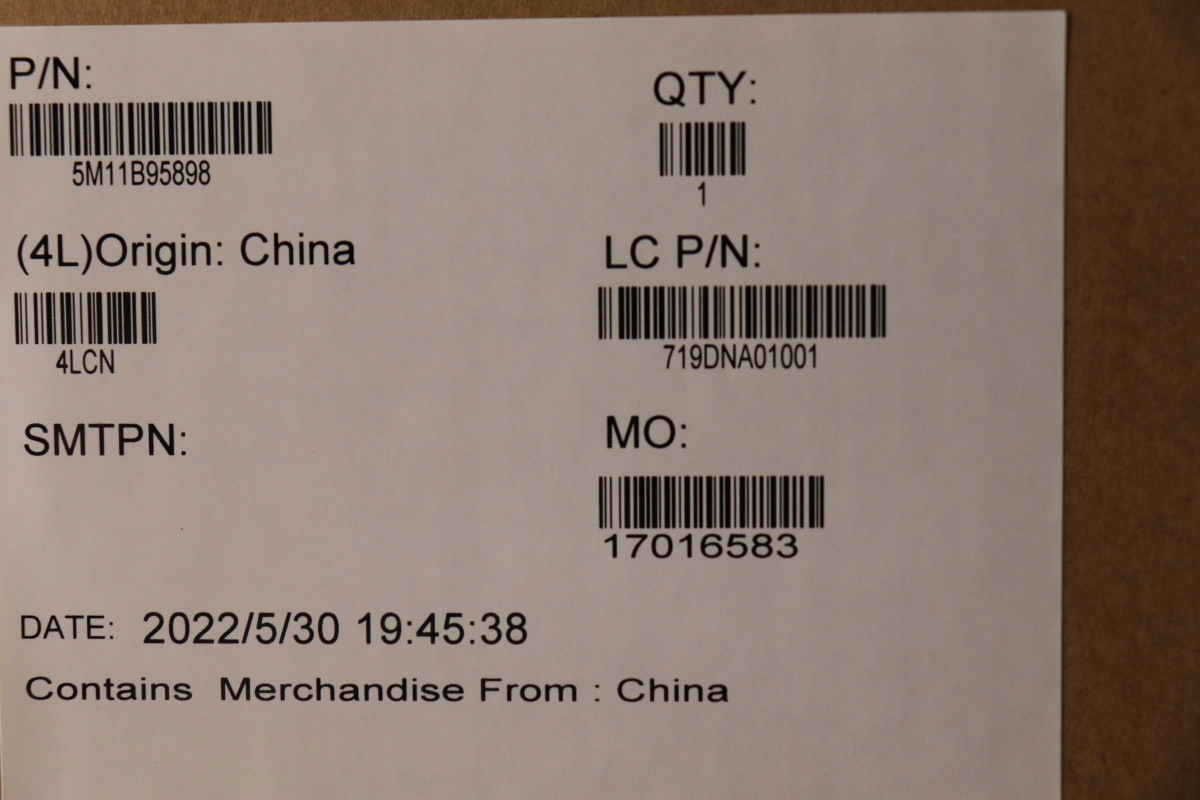 P/N:
5M11B95898
QTY:
1
(4L)Origin: China
4LCN
LC P/N:
719DNA01001
SMTPN:
MO:
17016583
DATE: 2022/5/30 19:45:38
Contains Merchandise From : China